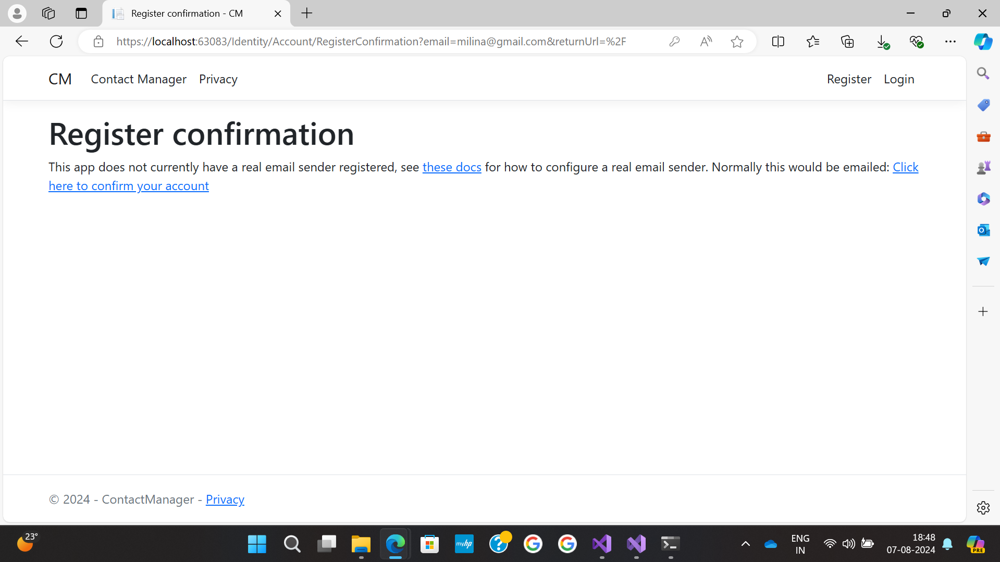 Register confirmation - CM
https://localhost:63083/Identity/Account/RegisterConfirmation?email=milina@gmail.com&returnUrl=%2F
CM Contact Manager Privacy Register Login
Register confirmation
This app does not currently have a real email sender registered, see these docs for how to configure a real email sender. Normally this would be emailed: Click
here to confirm your account
© 2024 - ContactManager - Privacy
23°
myhp
ENG
IN
18:48
07-08-2024
PRE